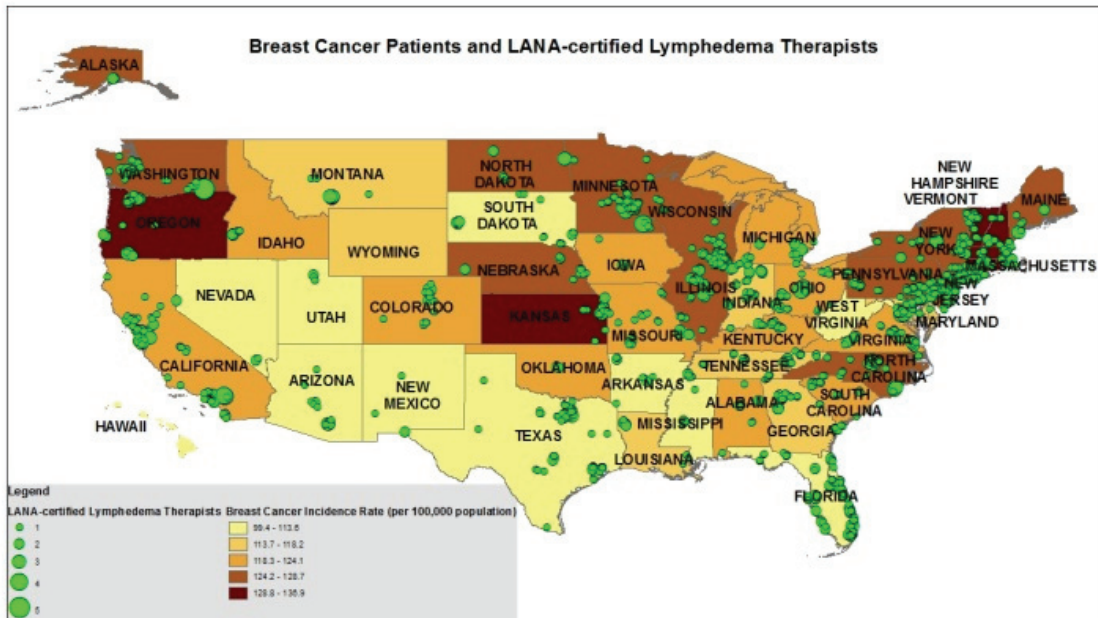 Breast Cancer Patients and LANA-certified Lymphedema Therapists
ALASKA
WASHINGTON
MONTANA
NORTH
DAKOTA
MINNESOTA
NEW
HAMPSHIRE
VERMONT
MAINE
OREGON
IDAHO
SOUTH
DAKOTA
WISCONSIN
MICHIGAN
NEW
YORK
MASSACHUSETTS
WYOMING
NEBRASKA
IOWA
ILLINOIS
INDIANA
OHIO
PENNSYLVANIA
NEW
JERSEY
MARYLAND
NEVADA
UTAH
COLORADO
KANSAS
MISSOURI
KENTUCKY
WEST
VIRGINIA
VIRGINIA
CALIFORNIA
ARIZONA
NEW
MEXICO
OKLAHOMA
ARKANSAS
TENNESSEE
NORTH
CAROLINA
SOUTH
CAROLINA
HAWAII
TEXAS
MISSISSIPPI
ALABAMA
GEORGIA
LOUISIANA
FLORIDA
Legend
LANA-certified Lymphedema Therapists
1
2
3
4
5
Breast Cancer Incidence Rate (per 100,000 population)
99.4 - 113.6
113.7 - 118.2
118.3 - 124.1
124.2 - 128.7
128.8 - 136.9